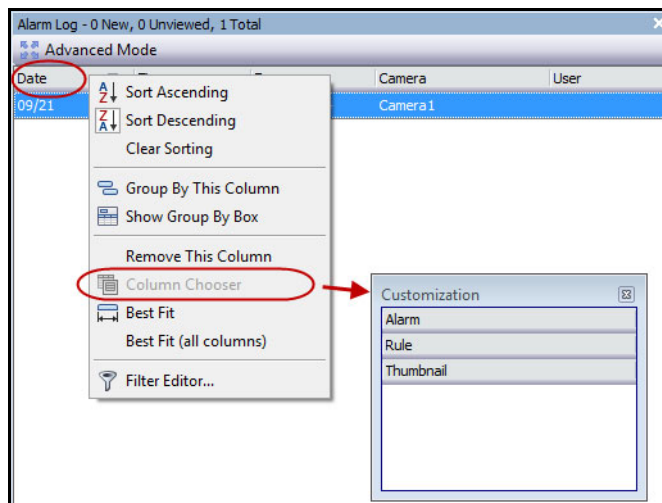 Alarm Log - 0 New, 0 Unviewed, 1 Total
Advanced Mode
Date Camera User
09/21 Camera1
Sort Ascending
Sort Descending
Clear Sorting
Group By This Column
Show Group By Box
Remove This Column
Column Chooser
Best Fit
Best Fit (all columns)
Filter Editor...
Customization
Alarm
Rule
Thumbnail